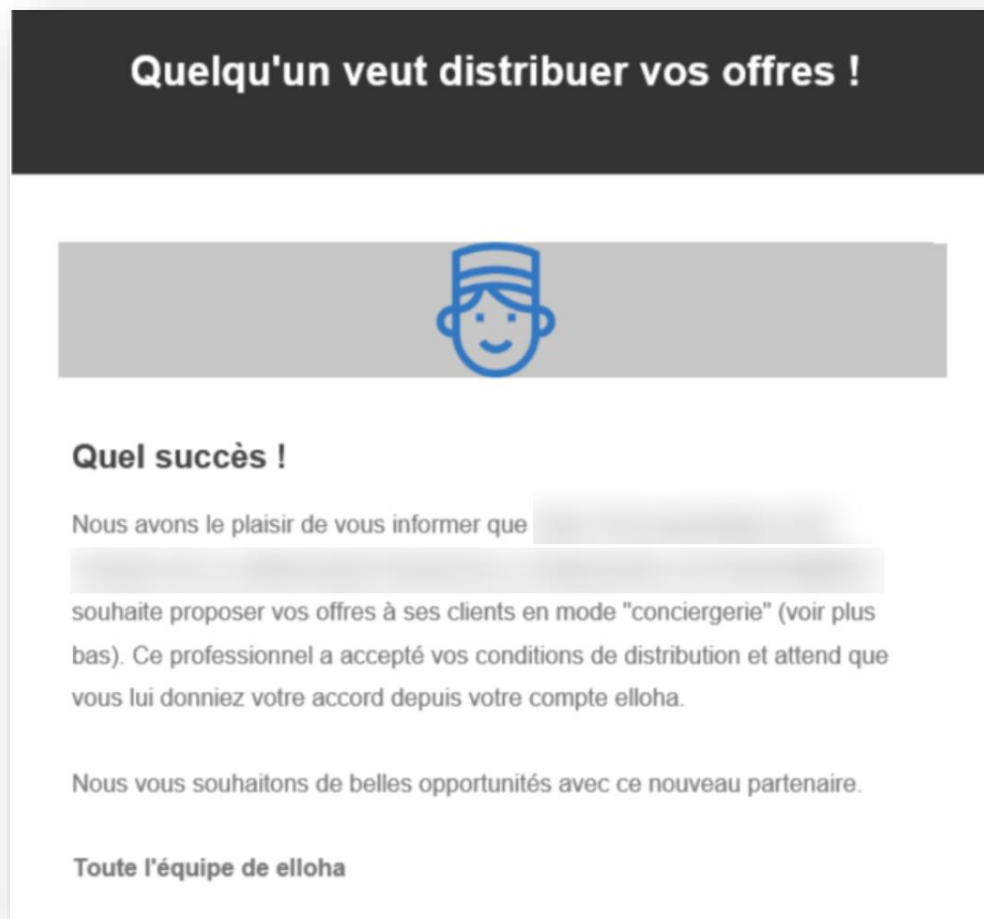 Quelqu'un veut distribuer vos offres !
Quel succès !
Nous avons le plaisir de vous informer que
souhaite proposer vos offres à ses clients en mode "conciergerie" (voir plus
bas). Ce professionnel a accepté vos conditions de distribution et attend que
vous lui donniez votre accord depuis votre compte elloha.
Nous vous souhaitons de belles opportunités avec ce nouveau partenaire.
Toute l'équipe de elloha